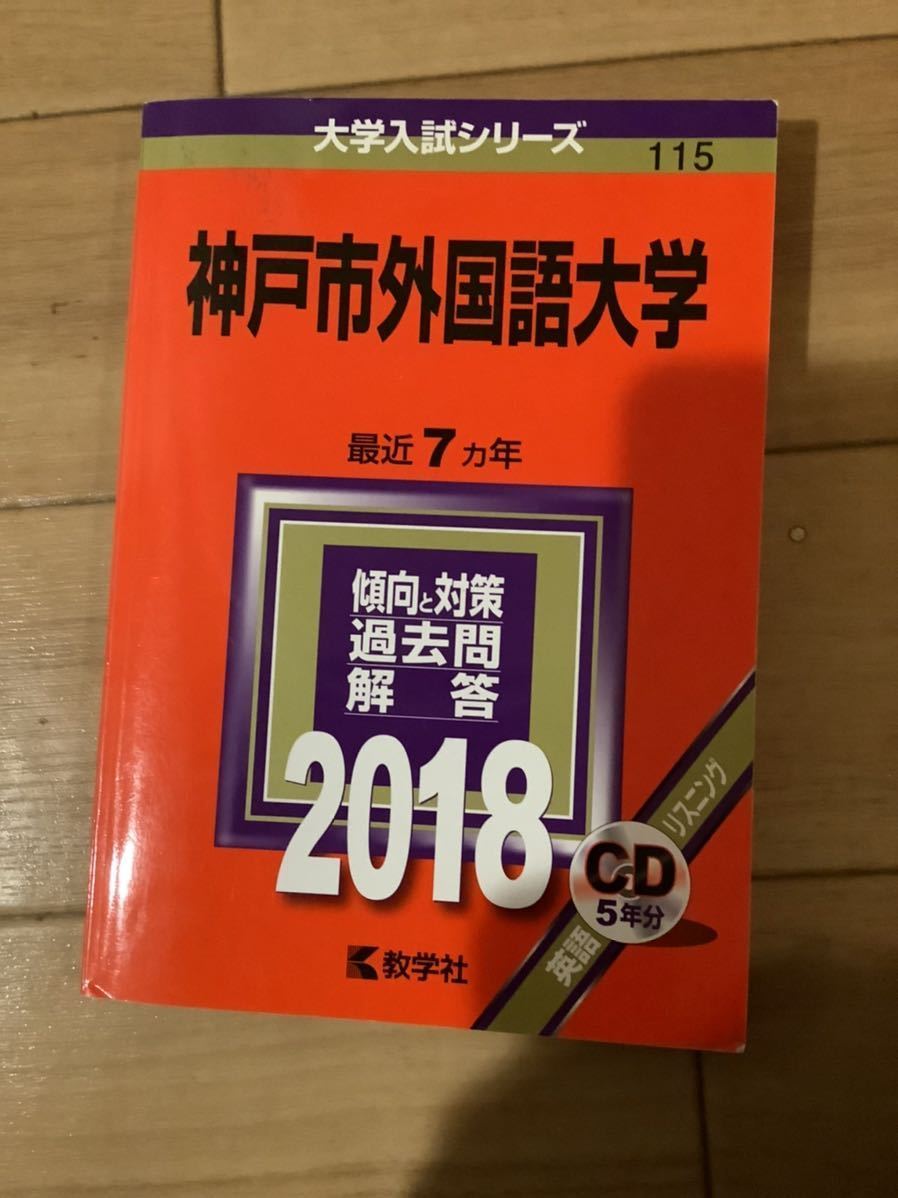 大学入試シリーズ
115
神戸市外国語大学
最近7カ年
傾向と対策
過去問
解答
2018
CD
5年分
英語リスニング
教学社